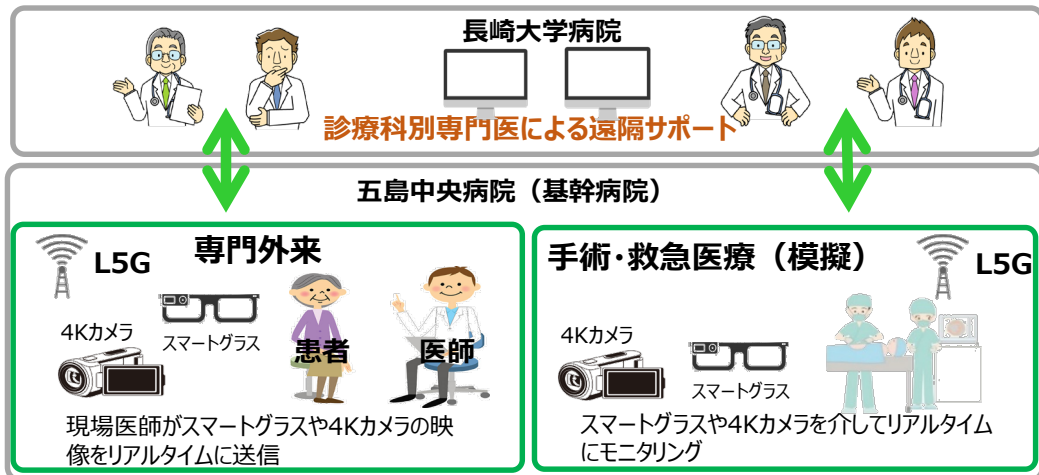 長崎大学病院
診療科別専門医による遠隔サポート
五島中央病院（基幹病院）
専門外来
L5G
4Kカメラ
スマートグラス
患者
医師
現場医師がスマートグラスや4Kカメラの映
像をリアルタイムに送信
手術・救急医療（模擬）
L5G
4Kカメラ
スマートグラス
スマートグラスや4Kカメラを介してリアルタイム
にモニタリング